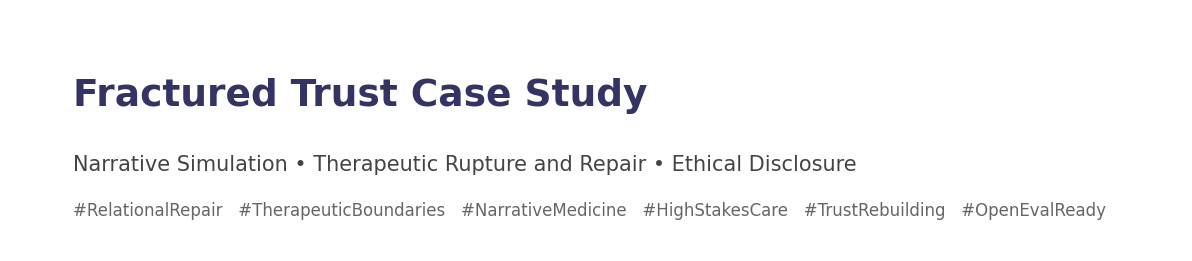 Fractured Trust Case Study
Narrative Simulation • Therapeutic Rupture and Repair • Ethical Disclosure
#RelationalRepair #TherapeuticBoundaries #NarrativeMedicine #HighStakesCare #TrustRebuilding #OpenEvalReady